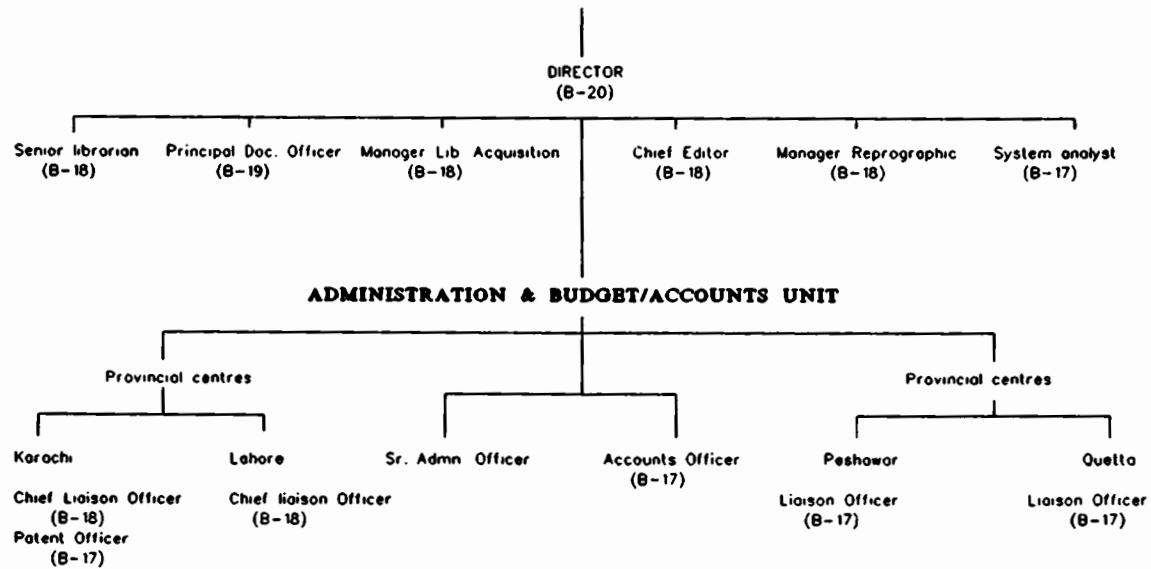 DIRECTOR
(B-20)
Senior librarian
(B-18)
Principal Doc. Officer
(B-19)
Manager Lib Acquisition
(B-18)
Chief Editor
(B-18)
Manager Reprographic
(B-18)
System analyst
(B-17)
ADMINISTRATION & BUDGET/ACCOUNTS UNIT
Provincial centres
Provincial centres
Karachi
Chief Liaison Officer
(B-18)
Patent Officer
(B-17)
Lahore
Chief liaison Officer
(B-18)
Sr. Admn Officer
Accounts Officer
(B-17)
Peshawar
Liaison Officer
(B-17)
Quetta
Liaison Officer
(B-17)